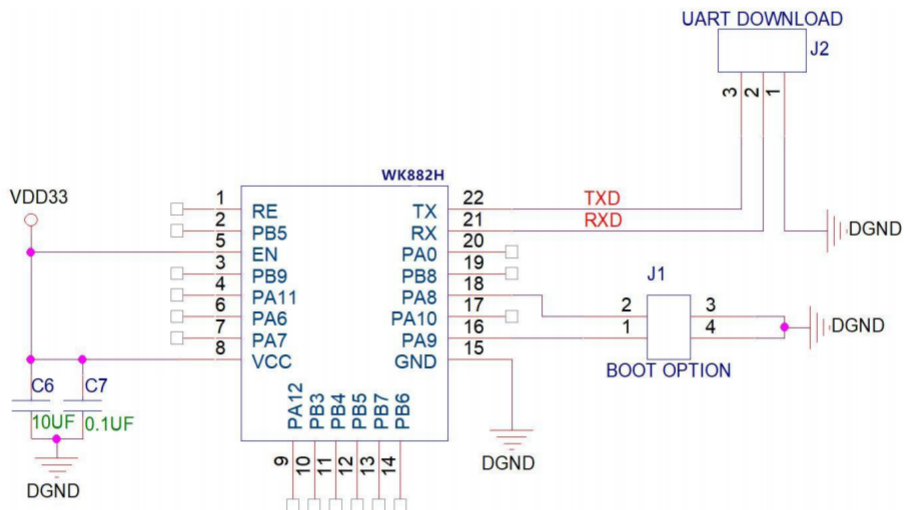 UART DOWNLOAD
J2
3 2 1
WK882H
VDD33
1 RE TX 22 TXD
2 PB5 RX 21 RXD
5 EN PA0 20
DGND
3 PB9 PB8 19
J1
4 PA11 PA8 18 2 3
6 PA6 PA10 17
DGND
7 PA7 PA9 16 1 4
8 VCC GND 15
BOOT OPTION
C6 C7
10UF 0.1UF
PA12 PB3 PB4 PB5 PB7 PB6
9 10 11 12 13 14
DGND
DGND